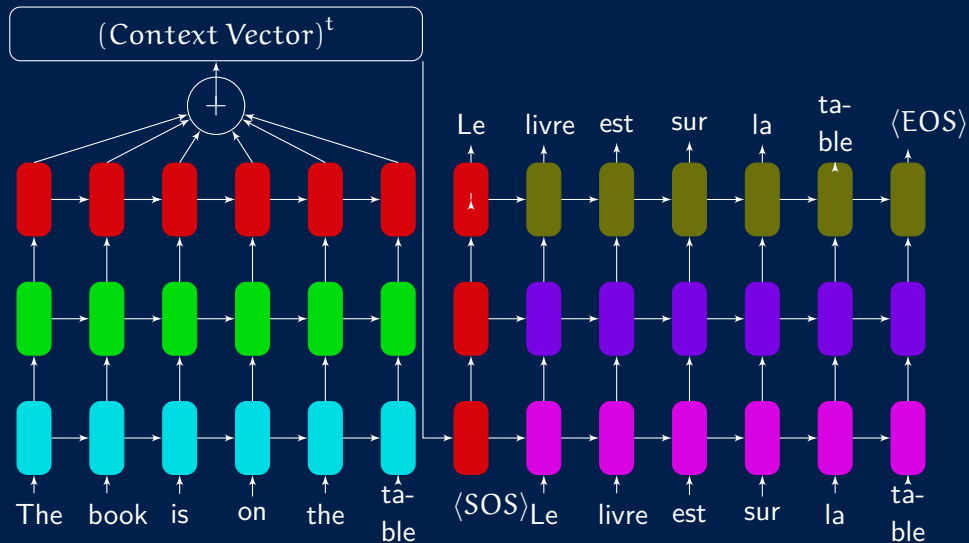 (Context Vector)ᵗ
+
Le livre est sur la ta-
ble ⟨EOS⟩
The book is on the ta-
ble
⟨SOS⟩ Le livre est sur la ta-
ble